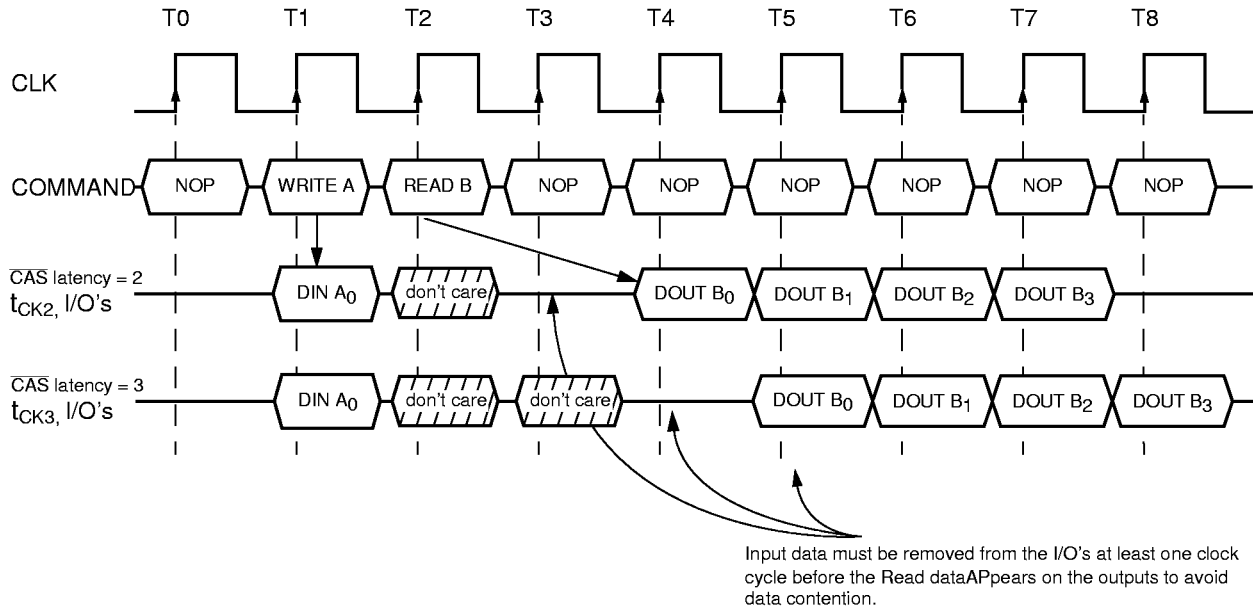 T0 T1 T2 T3 T4 T5 T6 T7 T8
CLK
COMMAND NOP WRITE A READ B NOP NOP NOP NOP NOP NOP
CAS latency = 2
tCK2, I/O's DIN A0 don't care DOUT B0 DOUT B1 DOUT B2 DOUT B3
CAS latency = 3
tCK3, I/O's DIN A0 don't care don't care DOUT B0 DOUT B1 DOUT B2 DOUT B3
Input data must be removed from the I/O's at least one clock
cycle before the Read dataAPpears on the outputs to avoid
data contention.